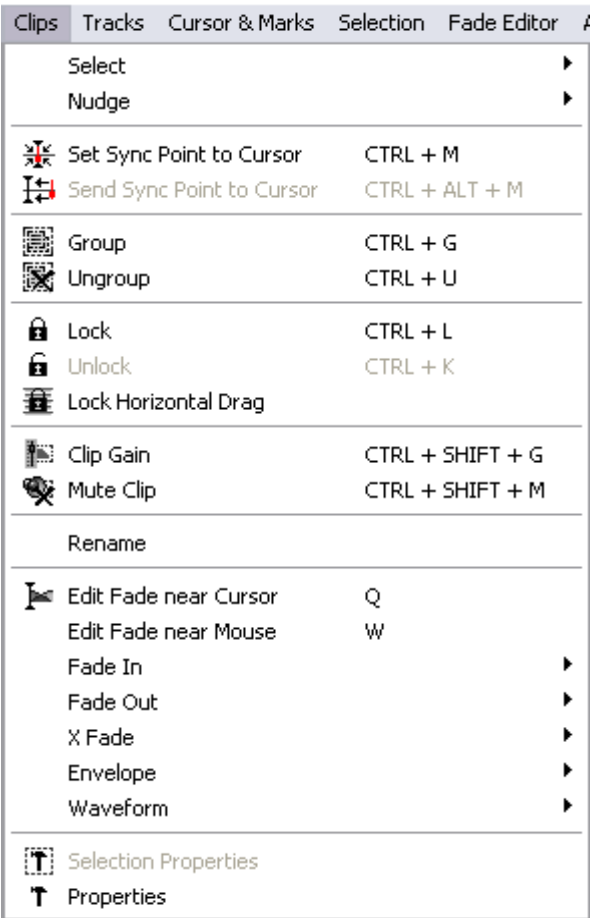 Clips Tracks Cursor & Marks Selection Fade Editor
Select
Nudge
Set Sync Point to Cursor CTRL + M
Send Sync Point to Cursor CTRL + ALT + M
Group CTRL + G
Ungroup CTRL + U
Lock CTRL + L
Unlock CTRL + K
Lock Horizontal Drag
Clip Gain CTRL + SHIFT + G
Mute Clip CTRL + SHIFT + M
Rename
Edit Fade near Cursor Q
Edit Fade near Mouse W
Fade In
Fade Out
X Fade
Envelope
Waveform
Selection Properties
Properties